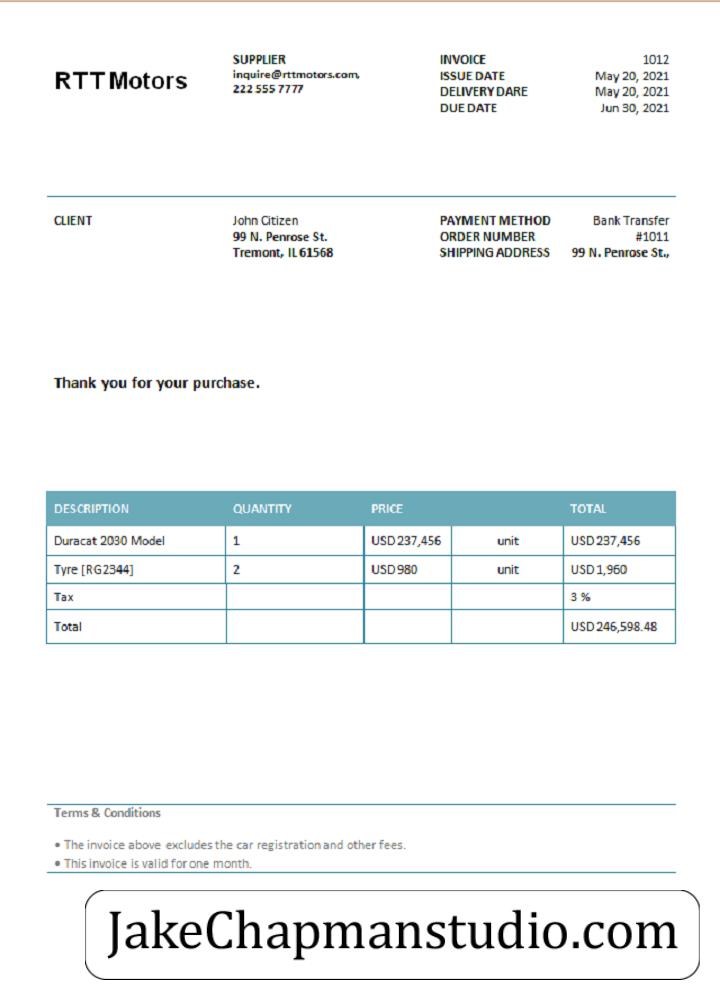 RTT Motors
SUPPLIER
inquire@rttmotors.com,
222 555 7777
INVOICE 1012
ISSUE DATE May 20, 2021
DELIVERY DARE May 20, 2021
DUE DATE Jun 30, 2021
CLIENT
John Citizen
99 N. Penrose St.
Tremont, IL 61568
PAYMENT METHOD Bank Transfer
ORDER NUMBER #1011
SHIPPING ADDRESS 99 N. Penrose St.,
Thank you for your purchase.
DESCRIPTION QUANTITY PRICE TOTAL
Duracat 2030 Model 1 USD 237,456 unit USD 237,456
Tyre [RG2344] 2 USD 980 unit USD 1,960
Tax 3 %
Total USD 246,598.48
Terms & Conditions
• The invoice above excludes the car registration and other fees.
• This invoice is valid for one month.
JakeChapmanstudio.com